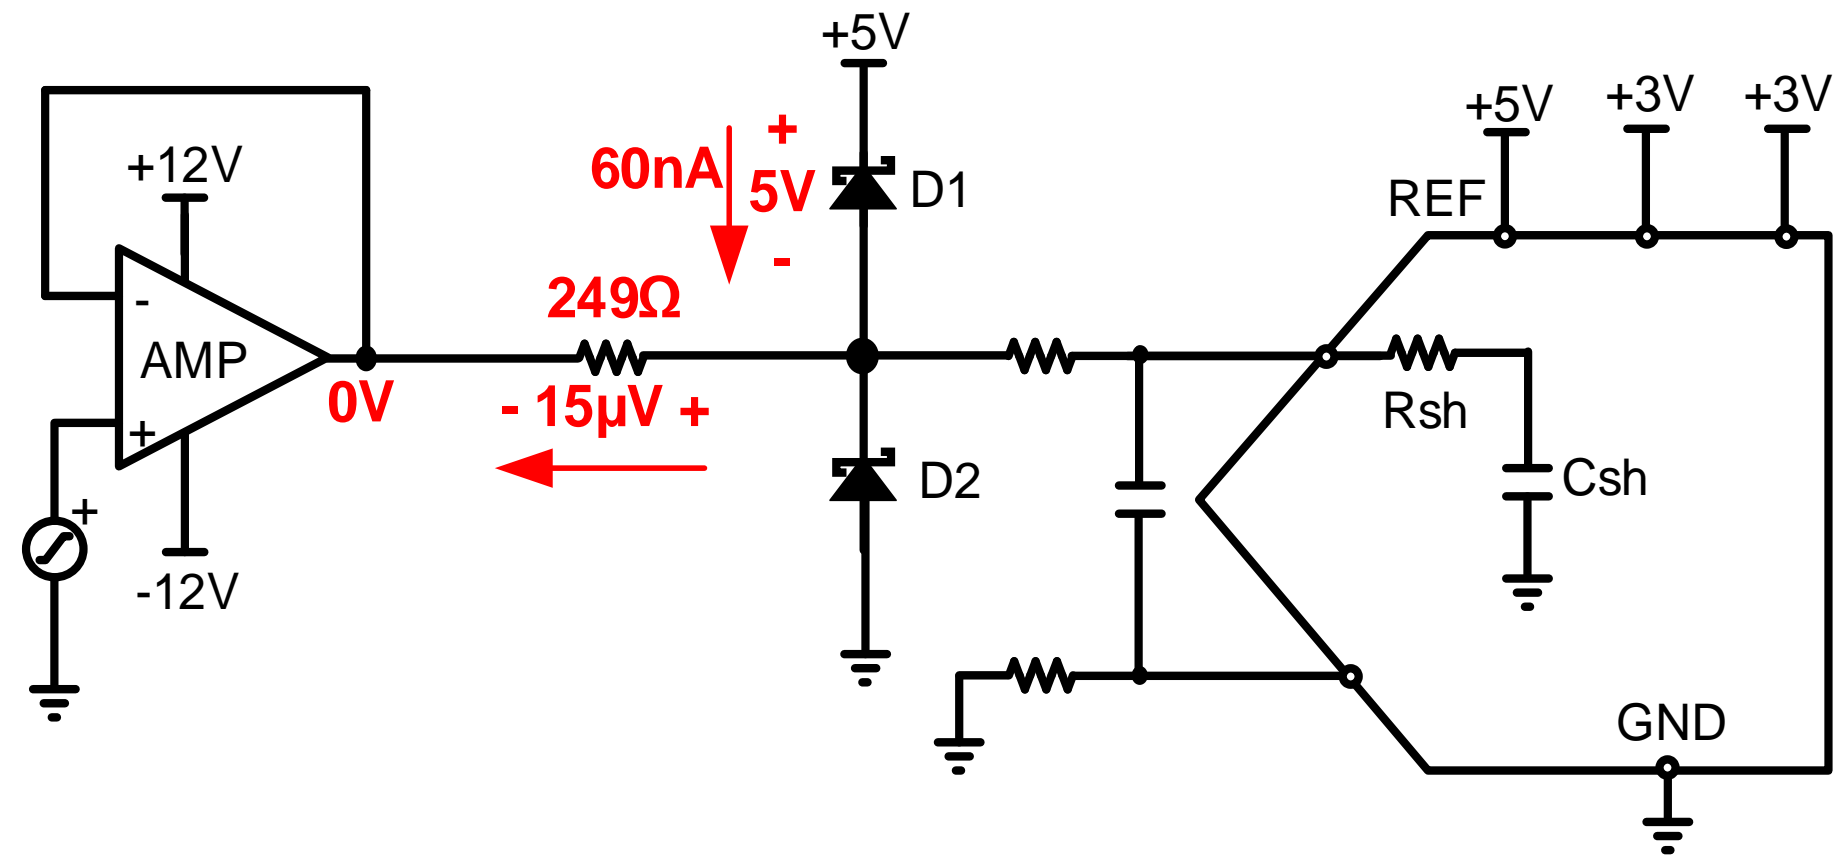 +5V
+5V
+3V
+3V
+12V
60nA
+
5V
-
D1
REF
249Ω
-
AMP
0V
- 15µV +
Rsh
+
D2
Csh
+
-12V
GND